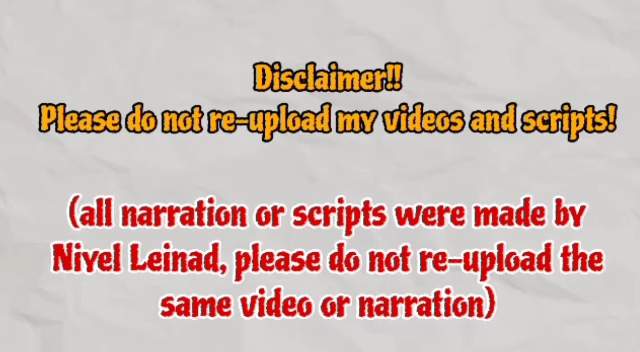 Disclaimer!!
Please do not re-upload my videos and scripts!
(all narration or scripts were made by
Niyel Leinad, please do not re-upload the
same video or narration)